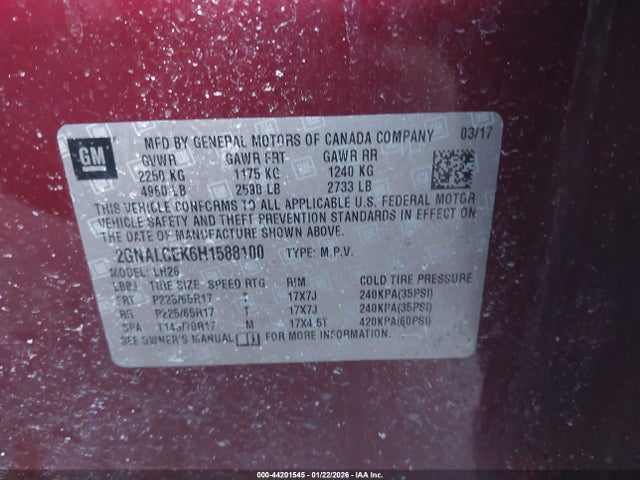 GM
MFD BY GENERAL MOTORS OF CANADA COMPANY 03/17
GVWR GAWR FRT GAWR RR
2250 KG 1175 KG 1240 KG
4960 LB 2590 LB 2733 LB
THIS VEHICLE CONFORMS TO ALL APPLICABLE U.S. FEDERAL MOTOR
VEHICLE SAFETY AND THEFT PREVENTION STANDARDS IN EFFECT ON
THE DATE OF MANUFACTURE SHOWN ABOVE.
2GNALCEK6H1588100 TYPE: M.P.V.
MODEL: LH26
LBBJ TIRE SIZE SPEED RTG RIM COLD TIRE PRESSURE
FRT P225/65R17 T 17X7J 240KPA(35PSI)
RR P225/65R17 T 17X7J 240KPA(35PSI)
SPA T145/70R17 M 17X4.5T 420KPA(60PSI)
SEE OWNER'S MANUAL FOR MORE INFORMATION.
000-44201545 - 01/22/2026 - IAA Inc.